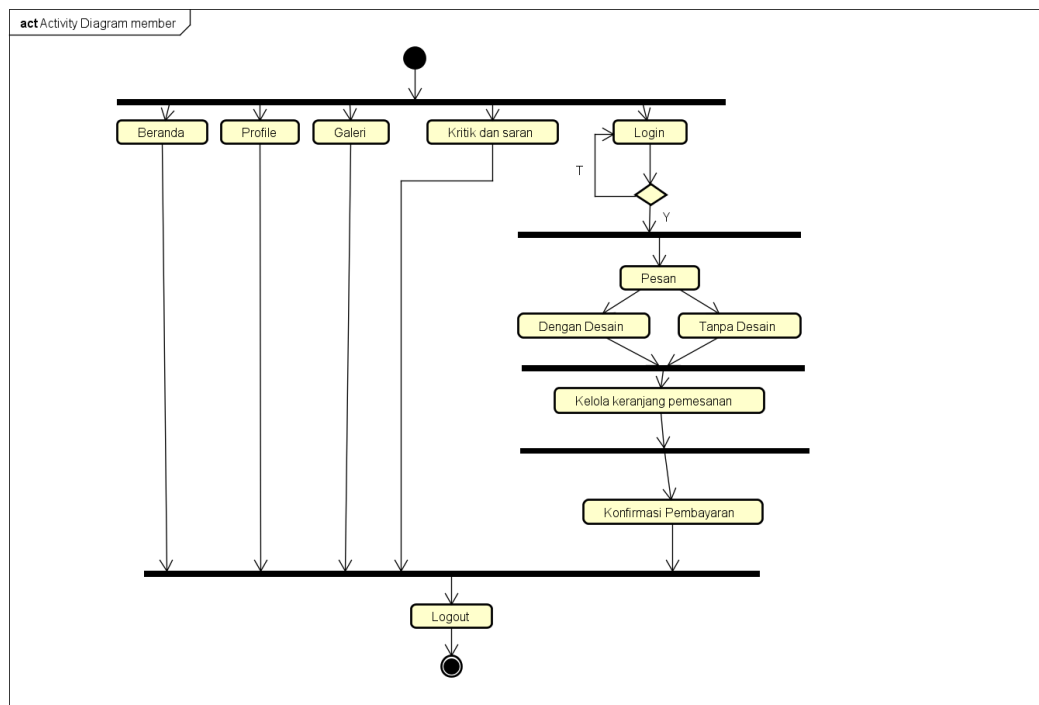 act Activity Diagram member
Beranda
Profile
Galeri
Kritik dan saran
Login
T
Y
Pesan
Dengan Desain
Tanpa Desain
Kelola keranjang pemesanan
Konfirmasi Pembayaran
Logout